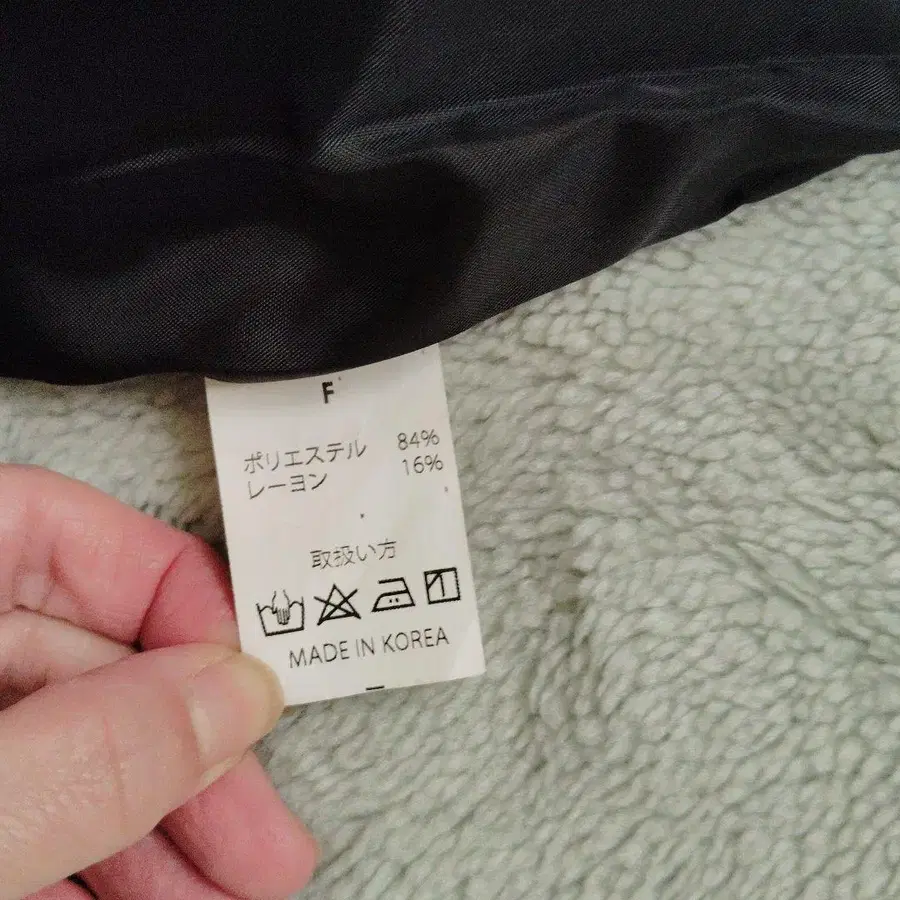 F
ポリエステル 84%
レーヨン 16%
取扱い方
MADE IN KOREA